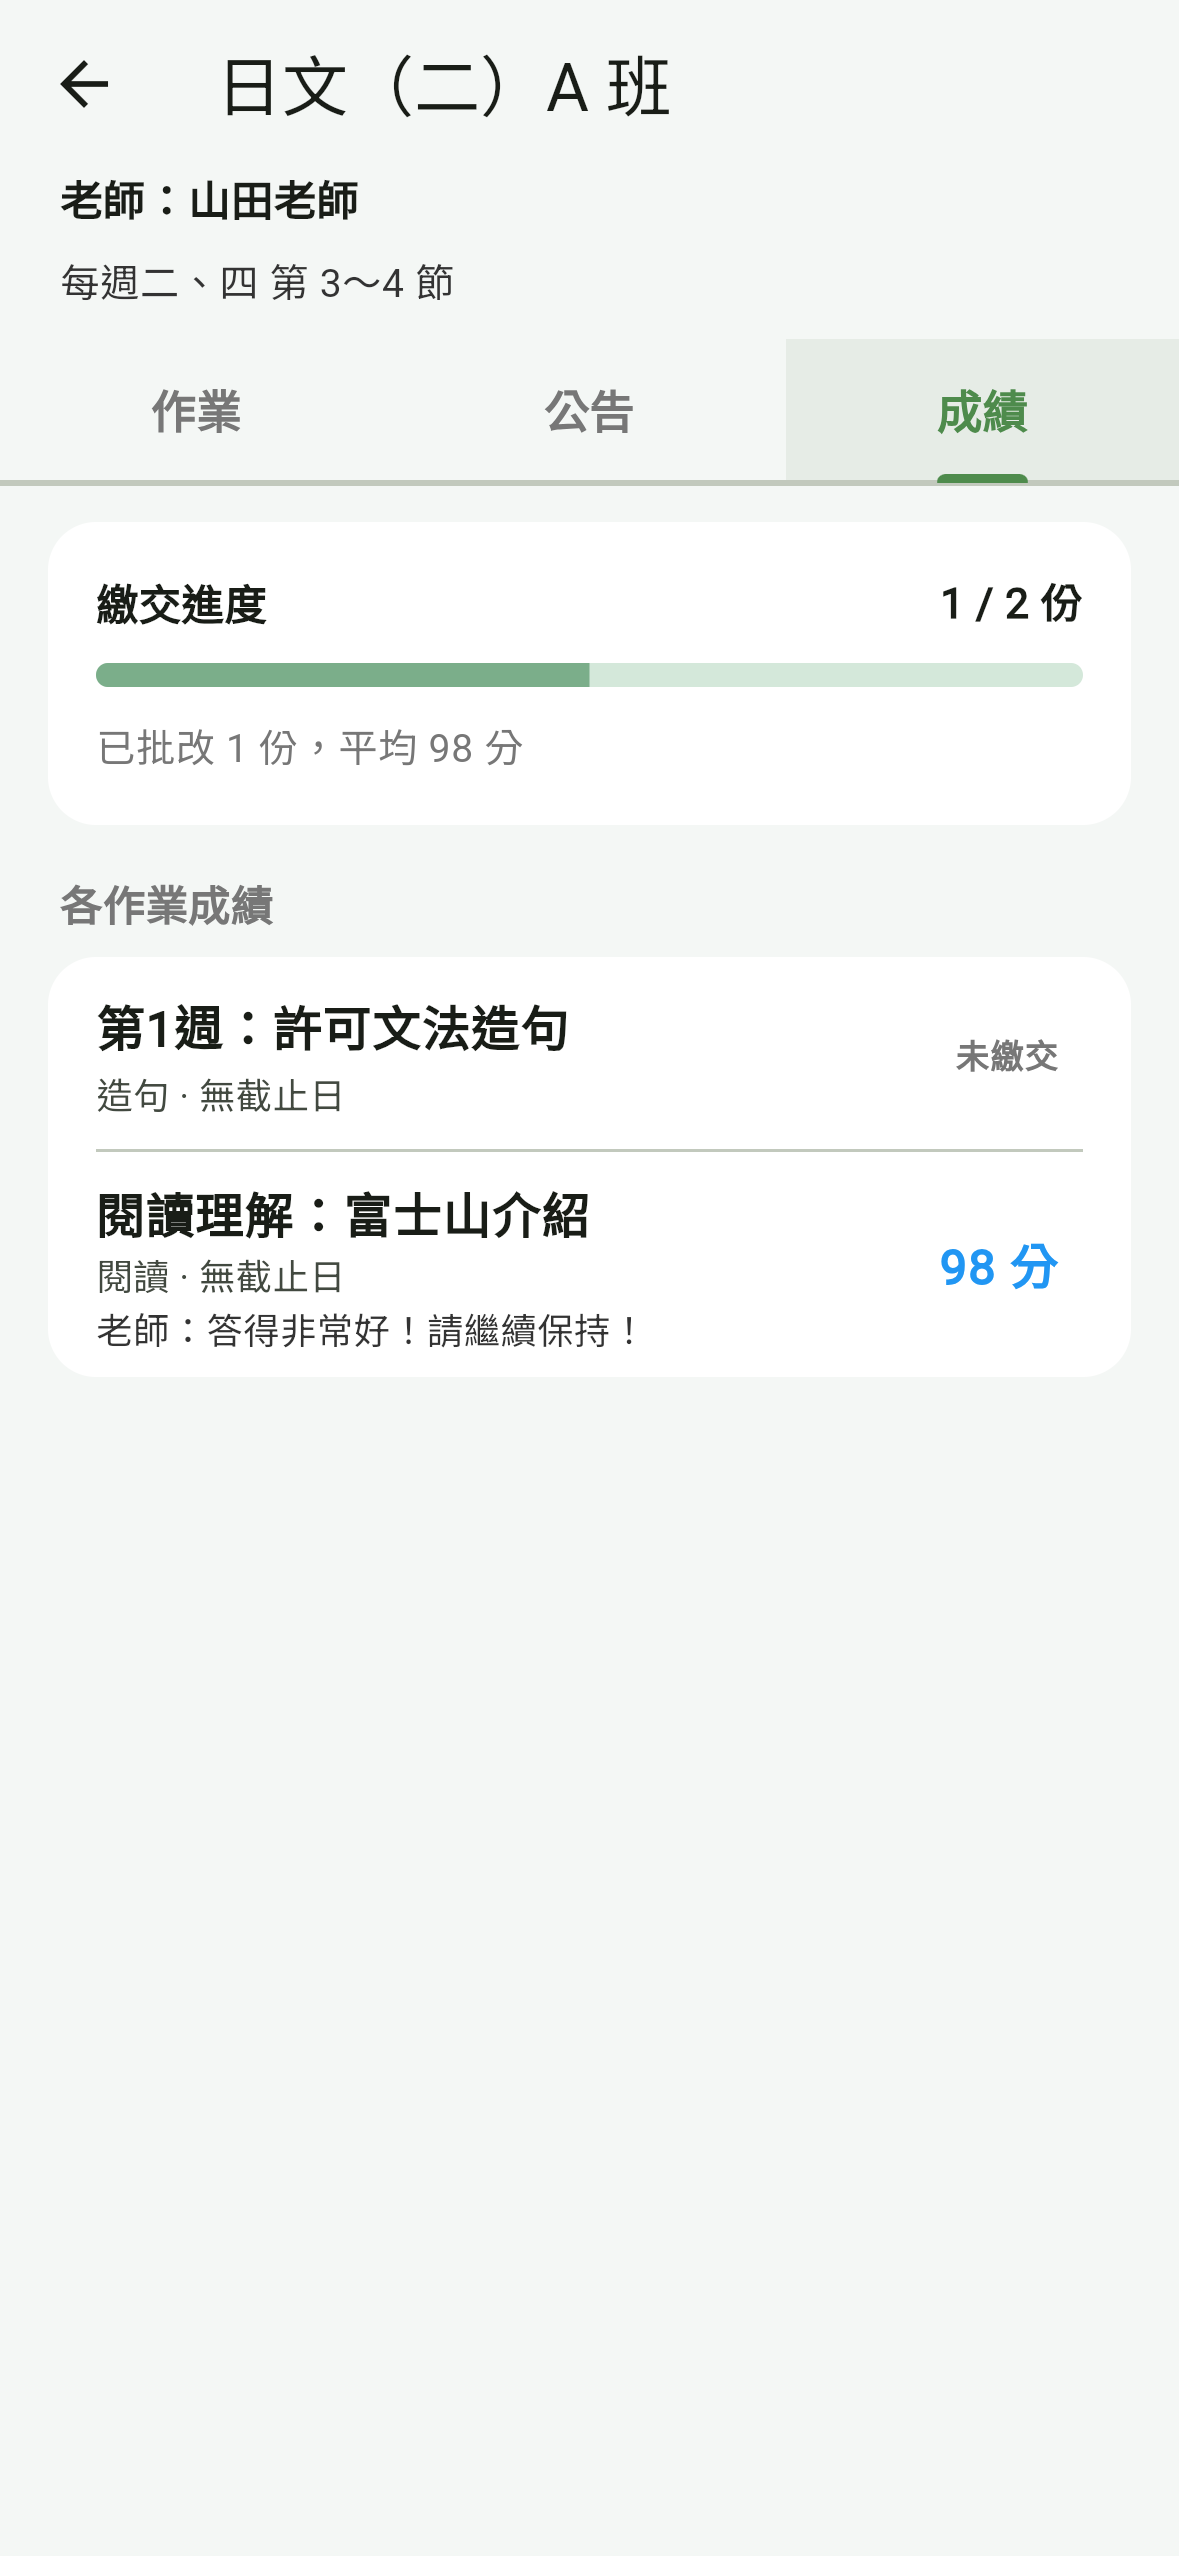 日文（二）A 班
老師：山田老師
每週二、四 第 3～4 節
作業
公告
成績
繳交進度
1 / 2 份
已批改 1 份，平均 98 分
各作業成績
第1週：許可文法造句
未繳交
造句 · 無截止日
閱讀理解：富士山介紹
98 分
閱讀 · 無截止日
老師：答得非常好！請繼續保持！